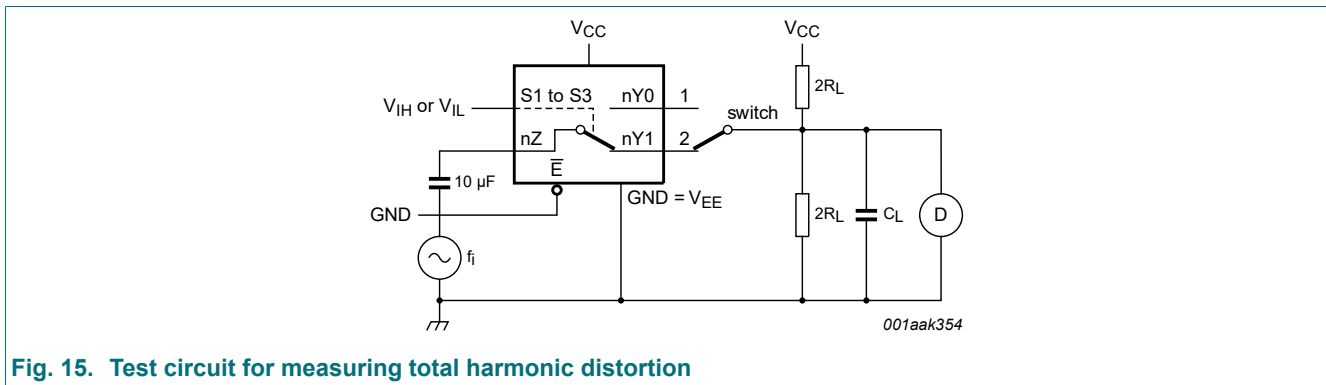 VCC
VCC
2RL
S1 to S3
nY0
1
VIH or VIL
switch
nZ
nY1
2
E
10 µF
GND = VEE
2RL
CL
D
GND
fi
001aak354
Fig. 15. Test circuit for measuring total harmonic distortion